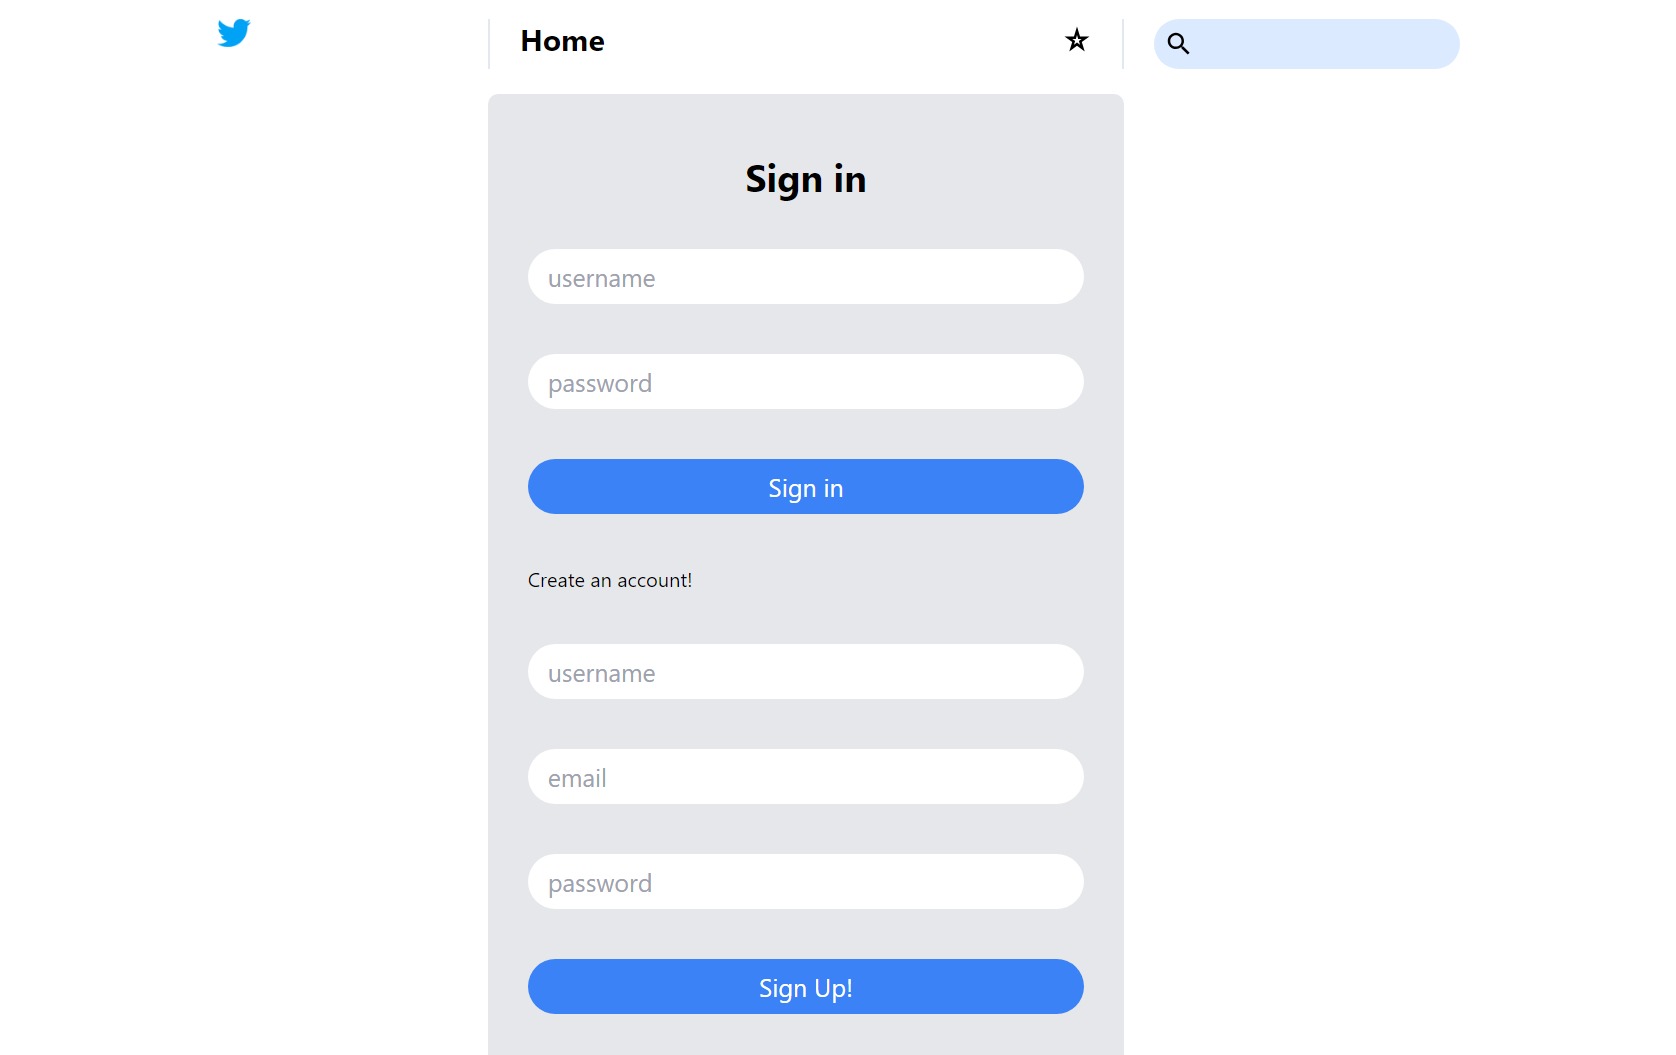 Home
Sign in
username
password
Sign in
Create an account!
username
email
password
Sign Up!